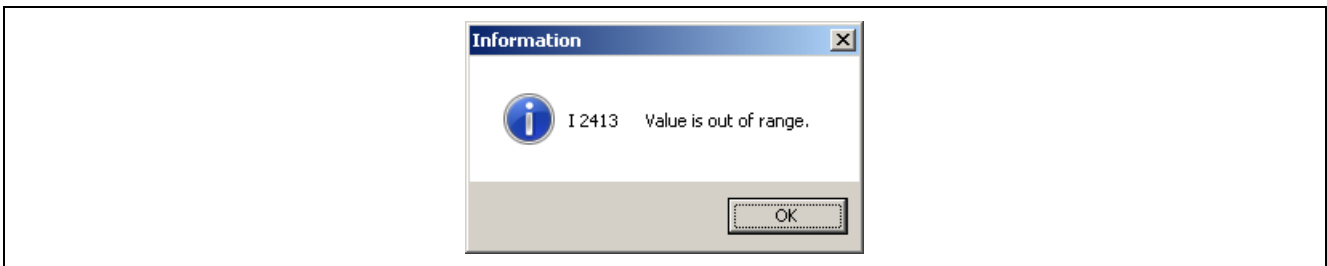 Information
I 2413 Value is out of range.
OK